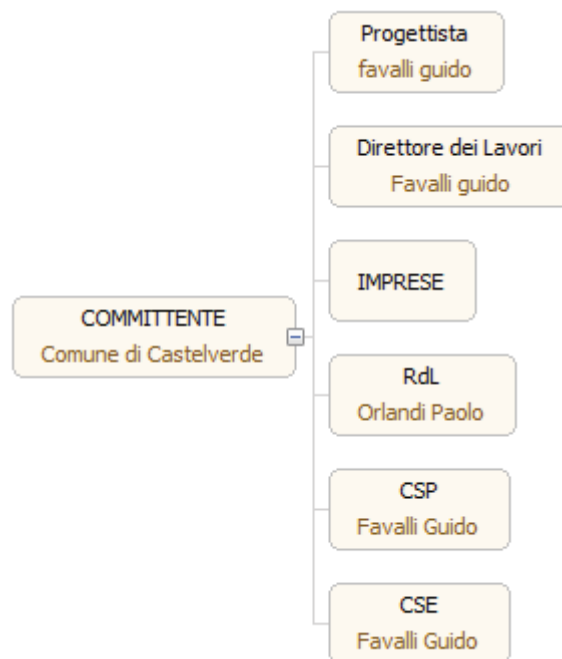 Progettista
favalli guido
Direttore dei Lavori
Favalli guido
IMPRESE
COMMITTENTE
Comune di Castelverde
RdL
Orlandi Paolo
CSP
Favalli Guido
CSE
Favalli Guido